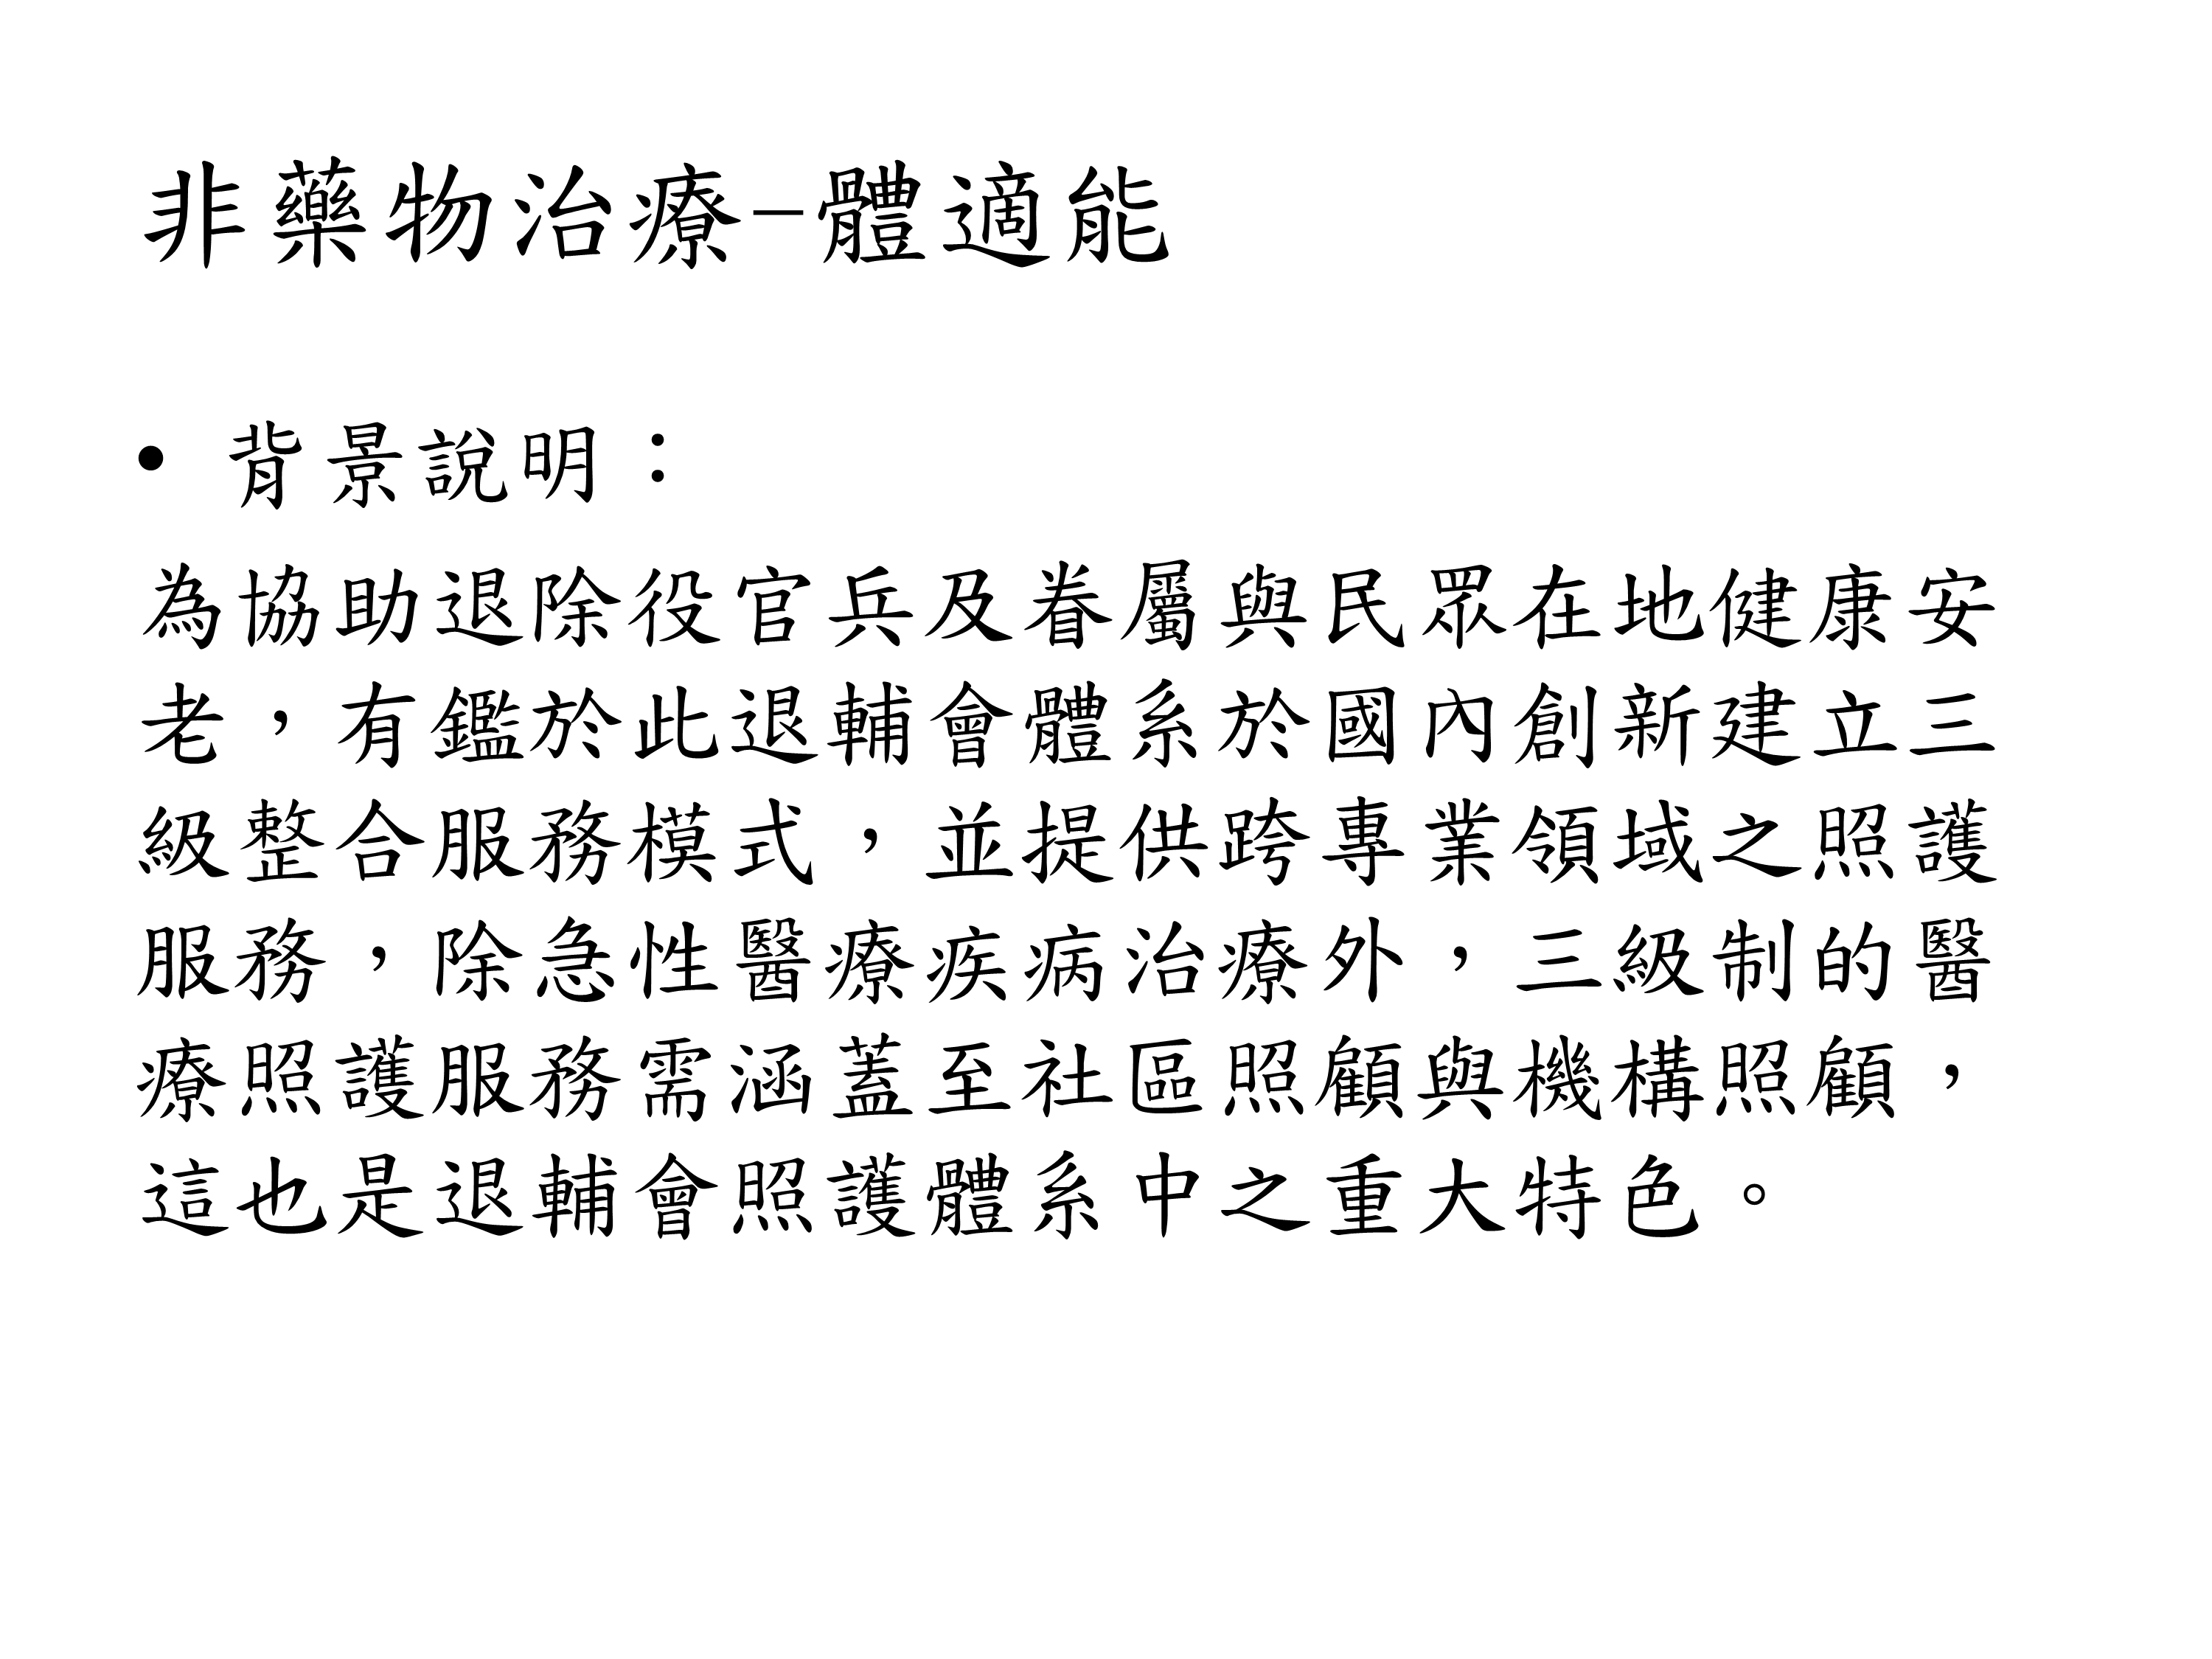 非藥物治療–體適能
• 背景說明：
為協助退除役官兵及眷屬與民眾在地健康安
老，有鑑於此退輔會體系於國內創新建立三
級整合服務模式，並提供跨專業領域之照護
服務，除急性醫療疾病治療外，三級制的醫
療照護服務需涵蓋至社區照顧與機構照顧，
這也是退輔會照護體系中之重大特色。